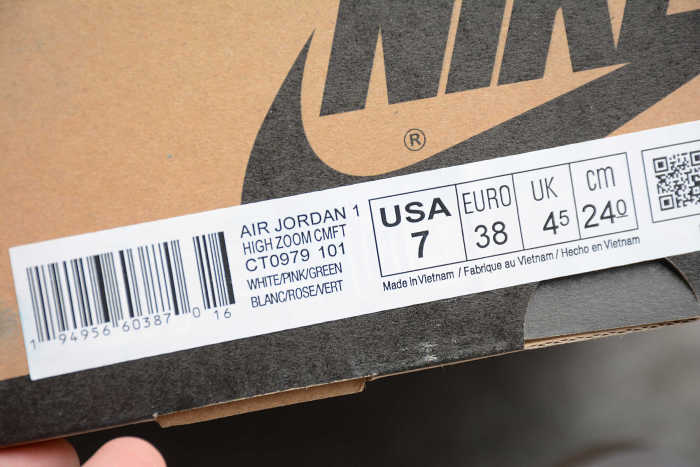 NIKE
®
AIR JORDAN 1
HIGH ZOOM CMFT
CT0979 101
WHITE/PINK/GREEN
BLANC/ROSE/VERT
1 94956 60387 0 16
USA EURO UK cm
7 38 45 240
Made in Vietnam / Fabrique au Vietnam / Hecho en Vietnam